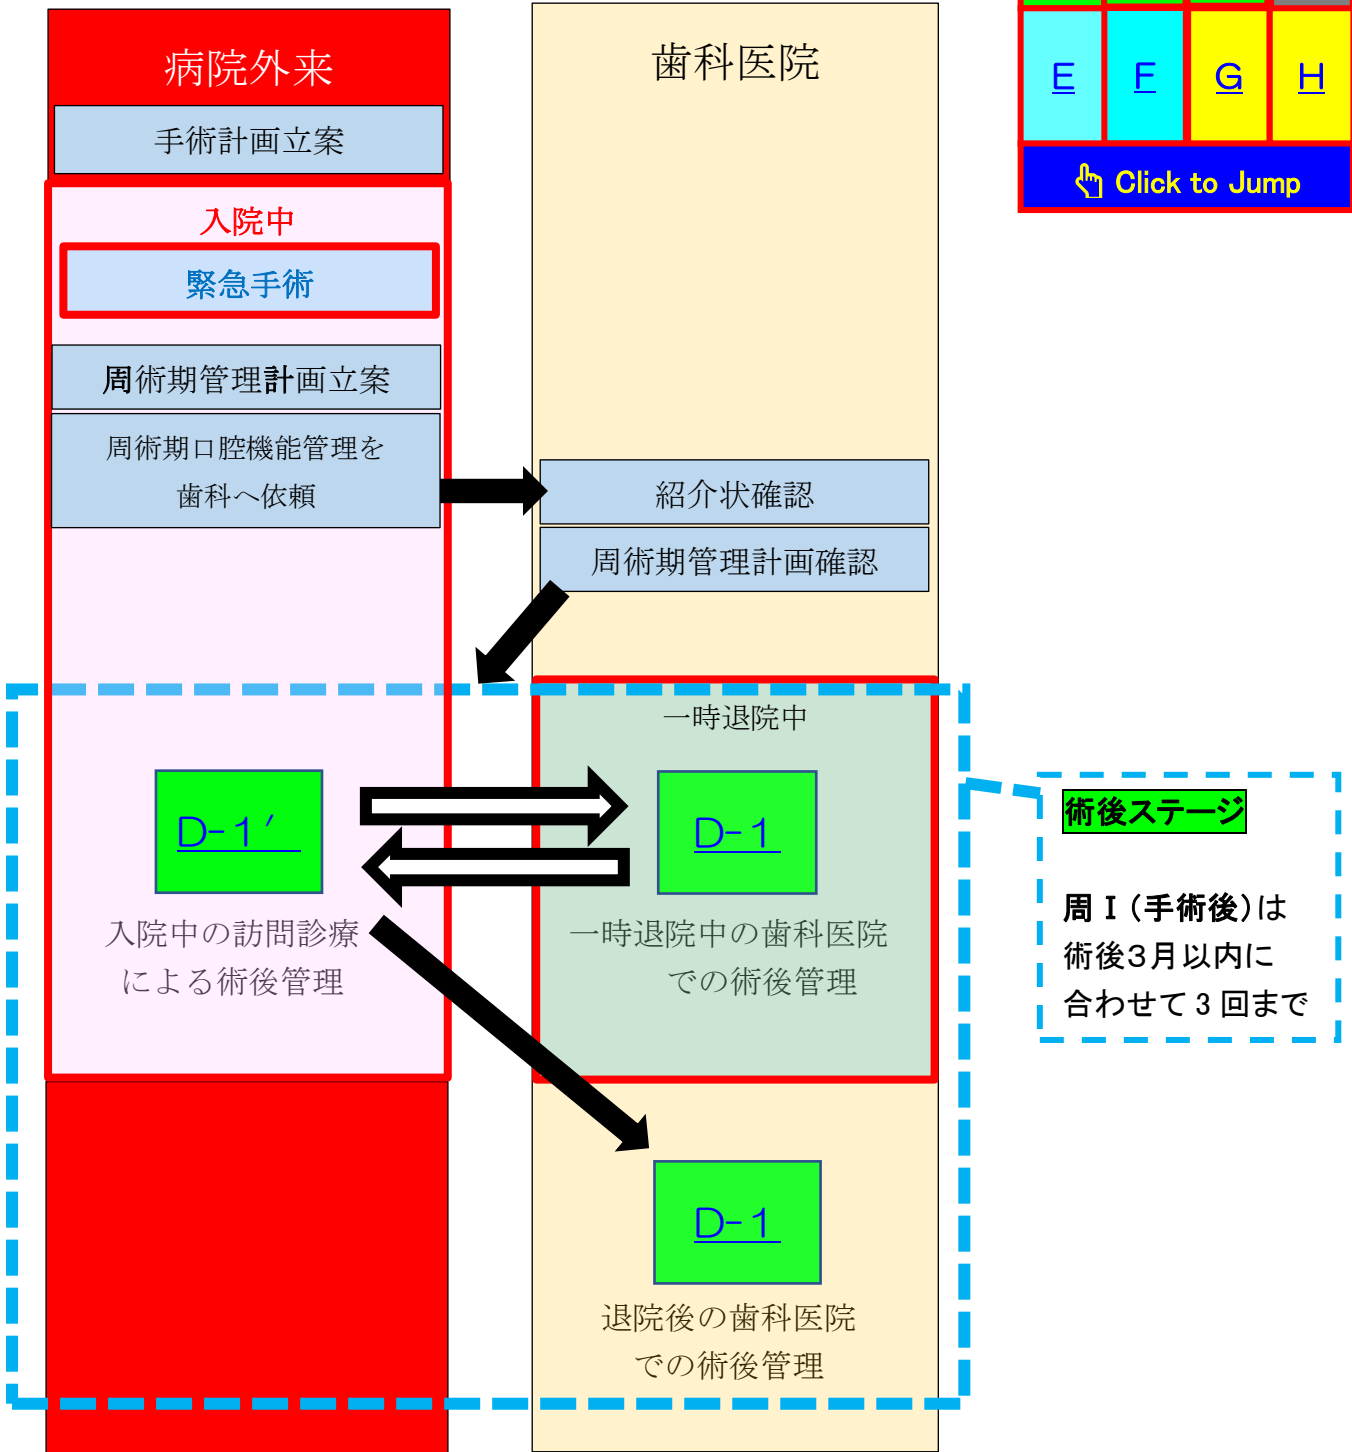 病院外来
手術計画立案
入院中
緊急手術
周術期管理計画立案
周術期口腔機能管理を
歯科へ依頼
歯科医院
紹介状確認
周術期管理計画確認
一時退院中
D-1′
入院中の訪問診療
による術後管理
D-1
一時退院中の歯科医院
での術後管理
D-1
退院後の歯科医院
での術後管理
E F G H
Click to Jump
術後ステージ
周Ⅰ(手術後)は
術後3月以内に
合わせて3回まで